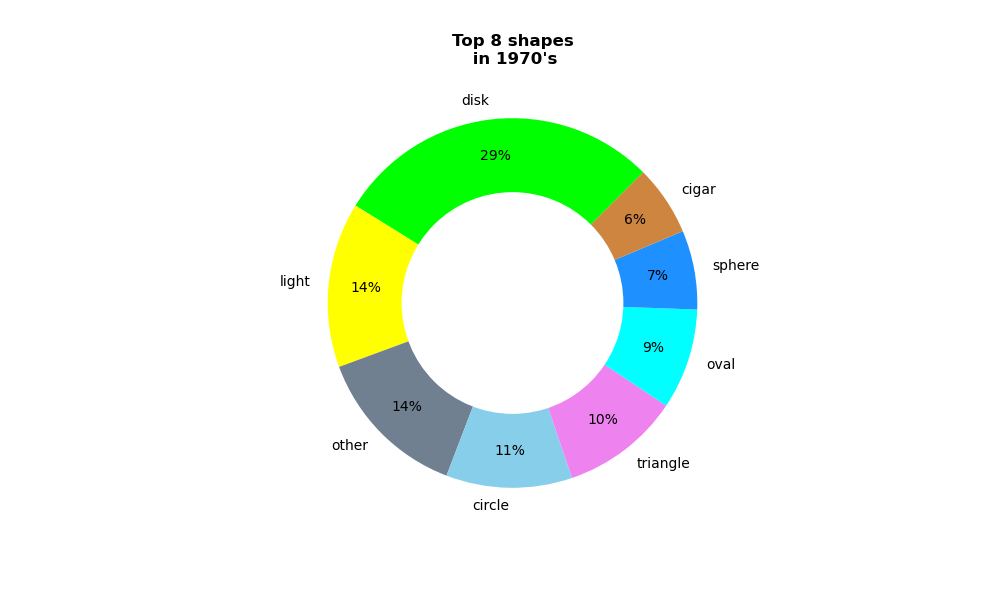 Top 8 shapes
in 1970's
disk
29%
cigar
6%
sphere
7%
light
14%
9%
oval
14%
other
10%
triangle
11%
circle